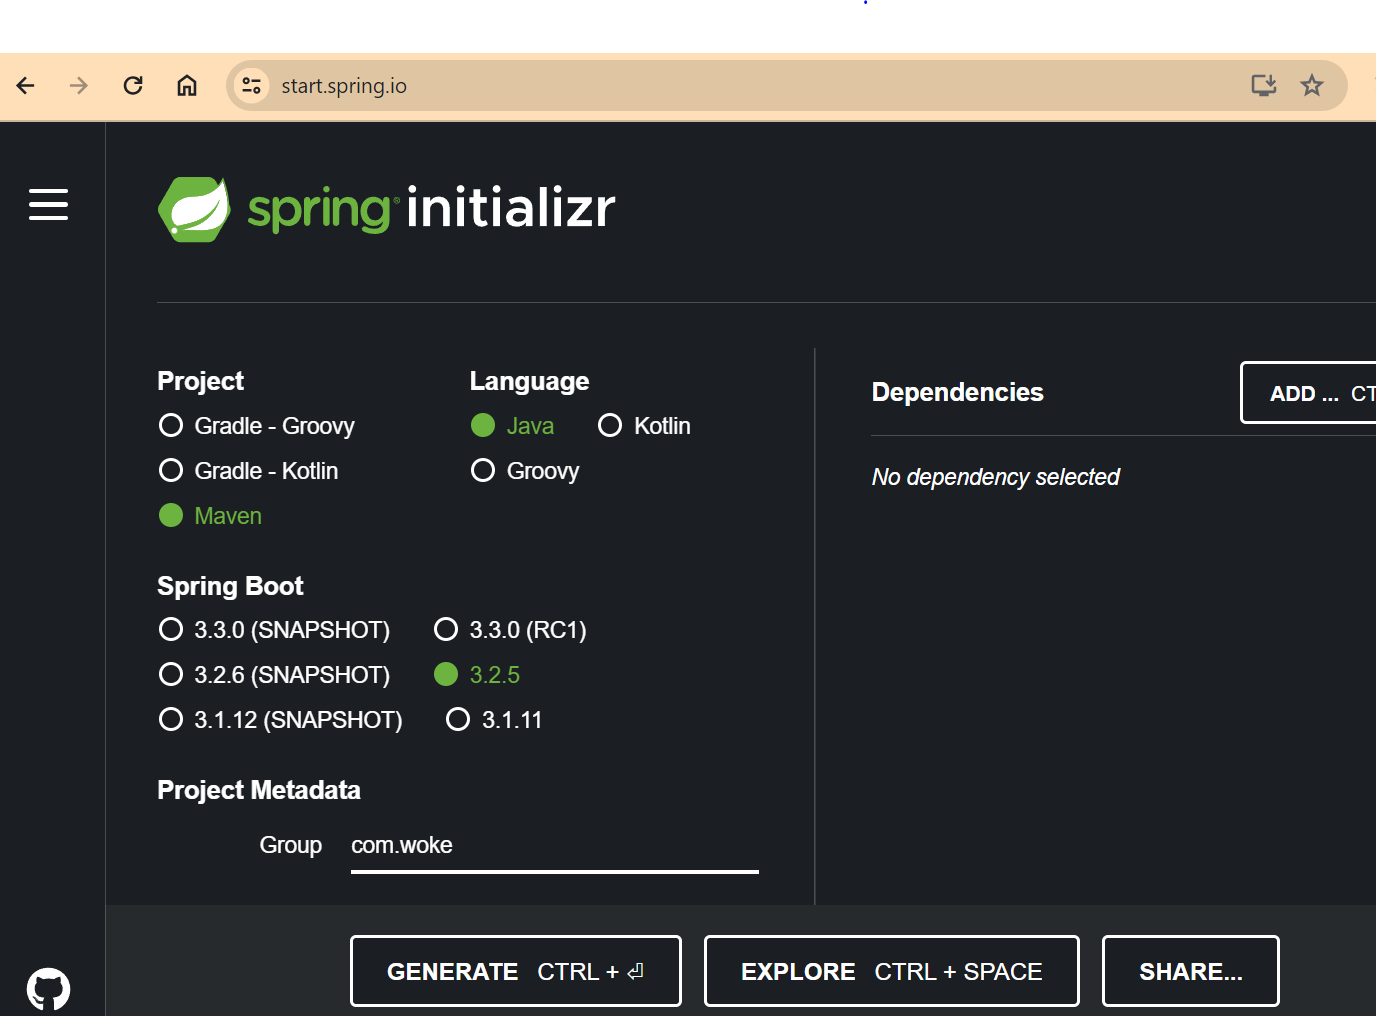 start.spring.io
spring® initializr
Project
Gradle - Groovy
Gradle - Kotlin
Maven
Language
Java Kotlin
Groovy
Spring Boot
3.3.0 (SNAPSHOT) 3.3.0 (RC1)
3.2.6 (SNAPSHOT) 3.2.5
3.1.12 (SNAPSHOT) 3.1.11
Project Metadata
Group com.woke
Dependencies ADD ... CT
No dependency selected
GENERATE CTRL + ⏎ EXPLORE CTRL + SPACE SHARE...